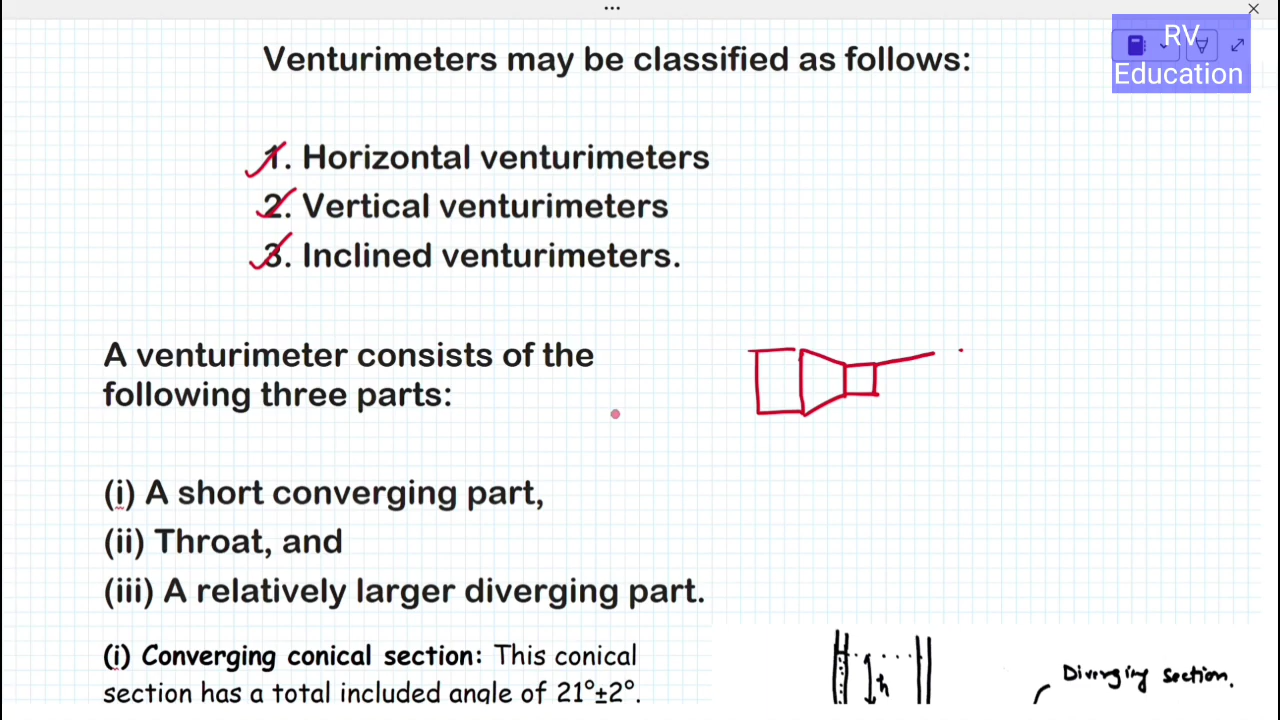 RV
Education
Venturimeters may be classified as follows:
1. Horizontal venturimeters
2. Vertical venturimeters
3. Inclined venturimeters.
A venturimeter consists of the
following three parts:
(i) A short converging part,
(ii) Throat, and
(iii) A relatively larger diverging part.
(i) Converging conical section: This conical
section has a total included angle of 21°±2°.
h
Diverging section.